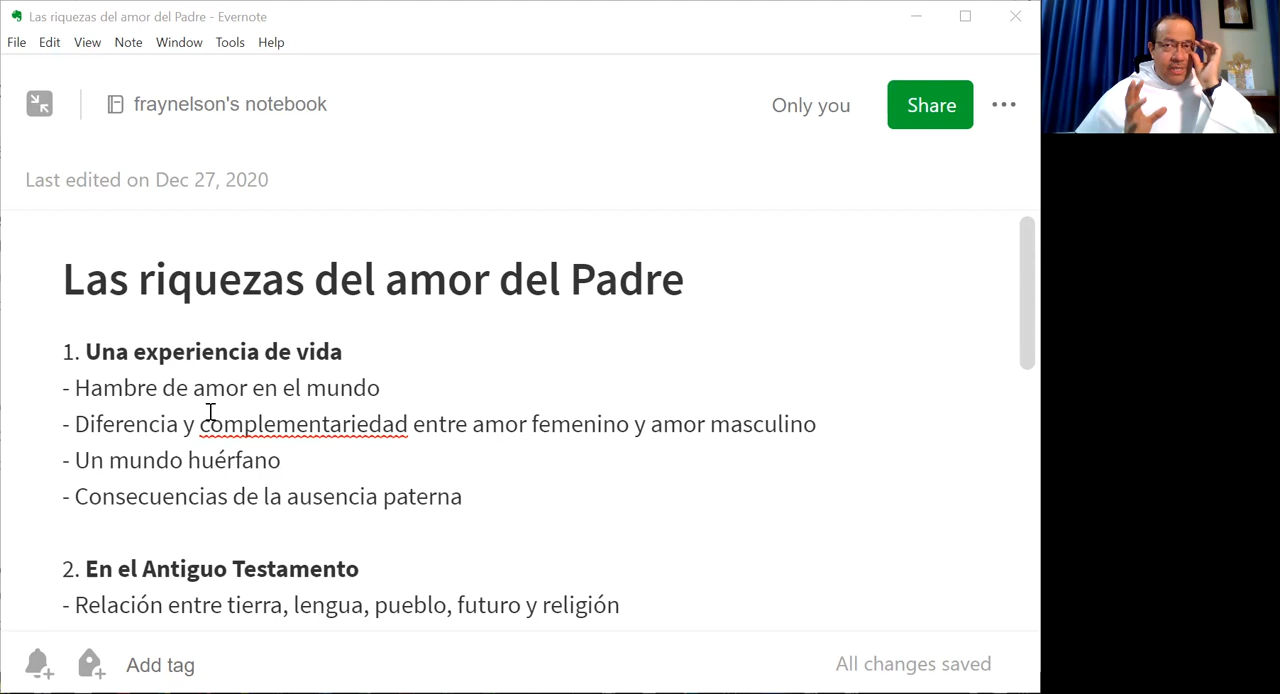 Las riquezas del amor del Padre - Evernote
File Edit View Note Window Tools Help
fraynelson's notebook
Only you
Share
Last edited on Dec 27, 2020
Las riquezas del amor del Padre
1. Una experiencia de vida
- Hambre de amor en el mundo
- Diferencia y complementariedad entre amor femenino y amor masculino
- Un mundo huérfano
- Consecuencias de la ausencia paterna
2. En el Antiguo Testamento
- Relación entre tierra, lengua, pueblo, futuro y religión
Add tag
All changes saved